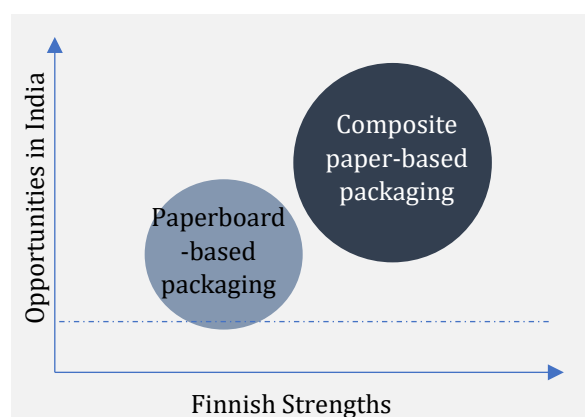 Opportunities in India
Composite
paper-based
packaging
Paperboard
-based
packaging
Finnish Strengths